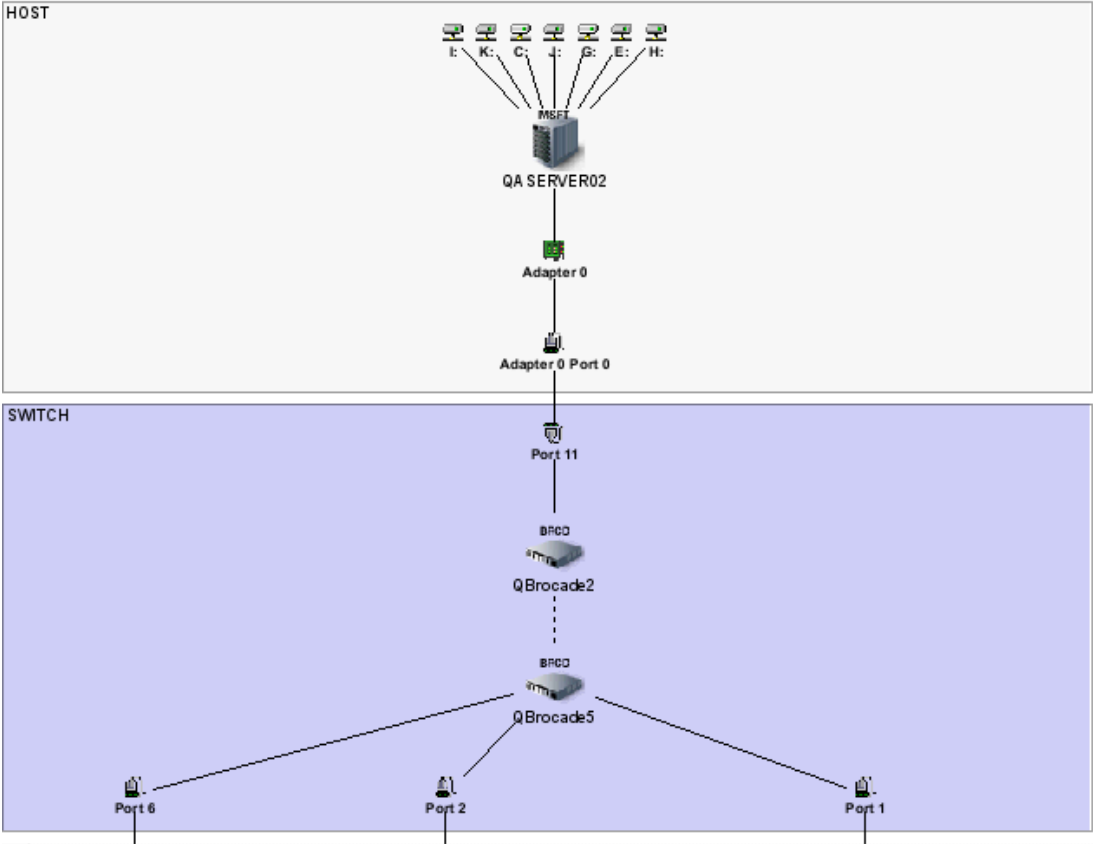 HOST
I: K: C: J: G: E: H:
MSFT
QA SERVER02
Adapter 0
Adapter 0 Port 0
SWITCH
Port 11
BRCD
QBrocade2
BRCD
QBrocade5
Port 6 Port 2 Port 1